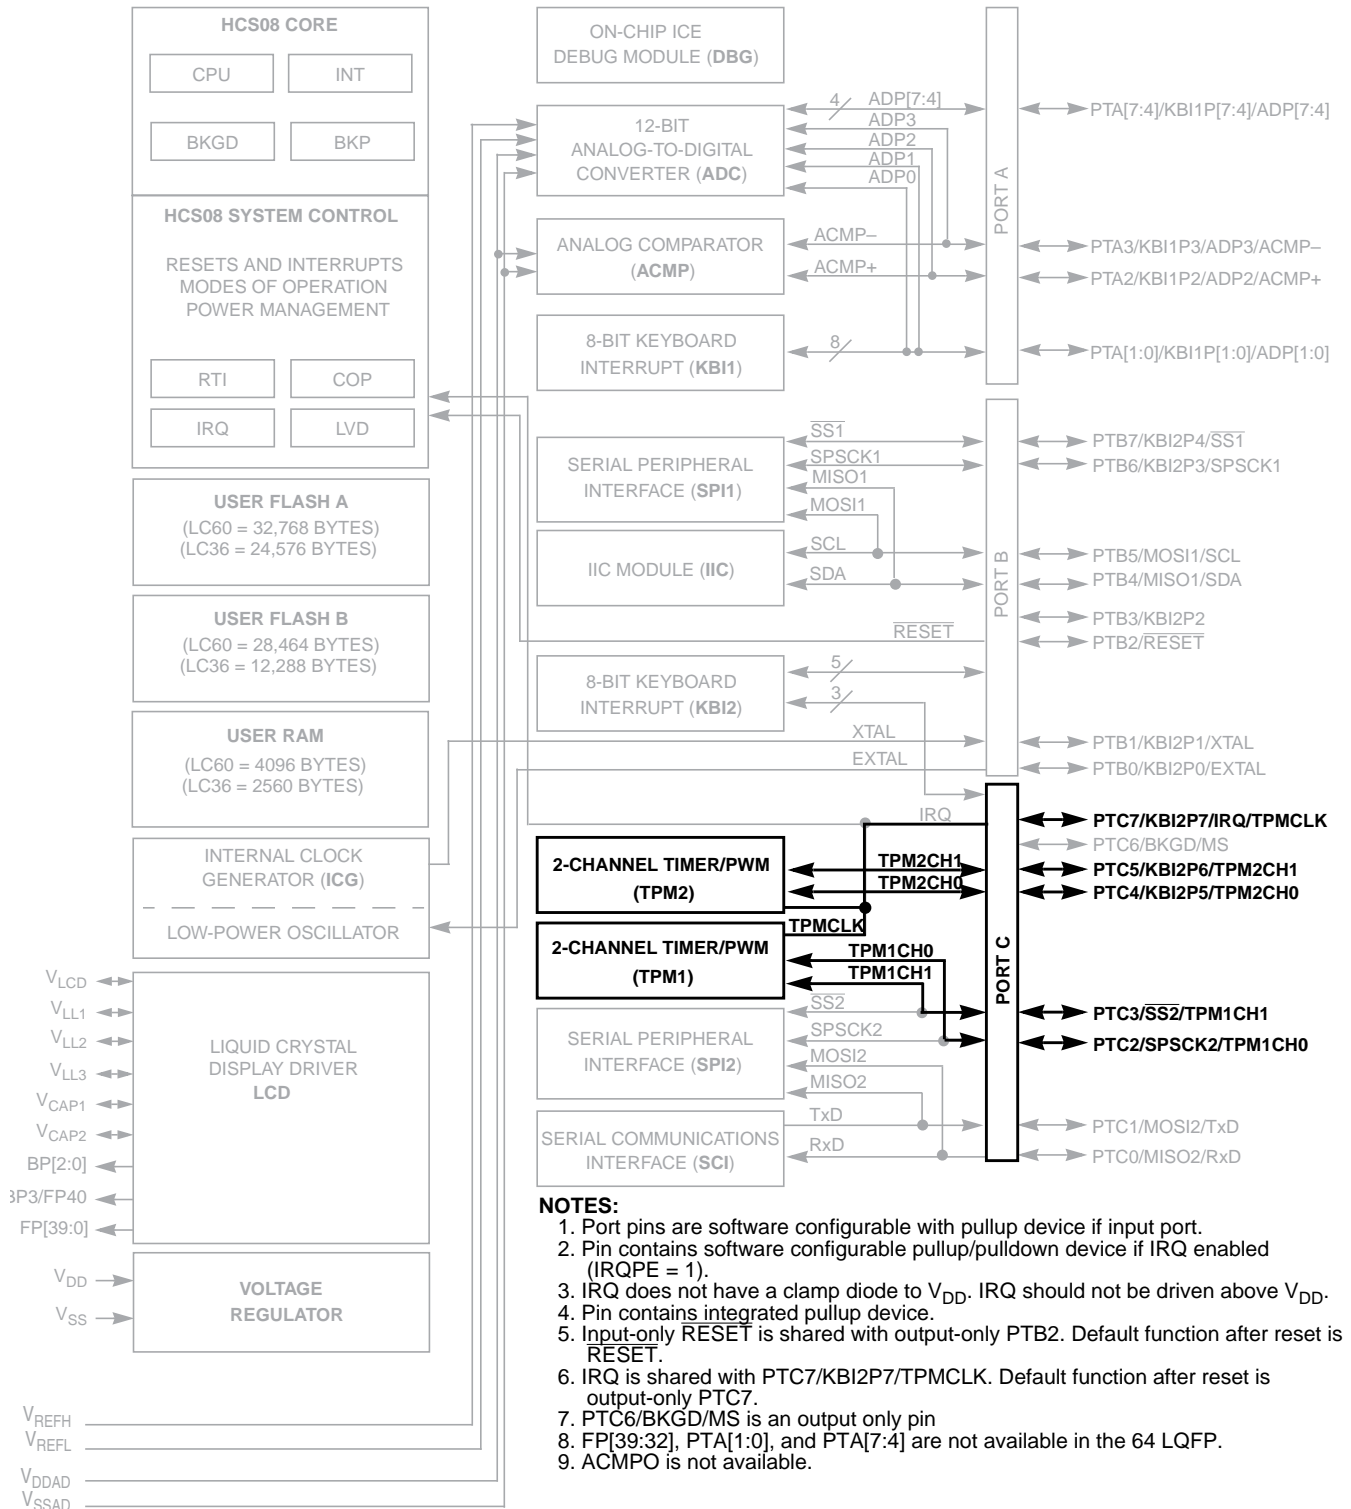 HCS08 CORE
CPU
INT
BKGD
BKP
HCS08 SYSTEM CONTROL
RESETS AND INTERRUPTS
MODES OF OPERATION
POWER MANAGEMENT
RTI
COP
IRQ
LVD
USER FLASH A
(LC60 = 32,768 BYTES)
(LC36 = 24,576 BYTES)
USER FLASH B
(LC60 = 28,464 BYTES)
(LC36 = 12,288 BYTES)
USER RAM
(LC60 = 4096 BYTES)
(LC36 = 2560 BYTES)
INTERNAL CLOCK
GENERATOR (ICG)
LOW-POWER OSCILLATOR
VLCD
VLL1
VLL2
VLL3
VCAP1
VCAP2
BP[2:0]
BP3/FP40
FP[39:0]
LIQUID CRYSTAL
DISPLAY DRIVER
LCD
VDD
VSS
VOLTAGE
REGULATOR
VREFH
VREFL
VDDAD
VSSAD
ON-CHIP ICE
DEBUG MODULE (DBG)
12-BIT
ANALOG-TO-DIGITAL
CONVERTER (ADC)
4
ADP[7:4]
ADP3
ADP2
ADP1
ADP0
ANALOG COMPARATOR
(ACMP)
ACMP–
ACMP+
8-BIT KEYBOARD
INTERRUPT (KBI1)
8
PORT A
PTA[7:4]/KBI1P[7:4]/ADP[7:4]
PTA3/KBI1P3/ADP3/ACMP–
PTA2/KBI1P2/ADP2/ACMP+
PTA[1:0]/KBI1P[1:0]/ADP[1:0]
SERIAL PERIPHERAL
INTERFACE (SPI1)
SS1
SPSCK1
MISO1
MOSI1
IIC MODULE (IIC)
SCL
SDA
RESET
8-BIT KEYBOARD
INTERRUPT (KBI2)
5
3
XTAL
EXTAL
PORT B
PTB7/KBI2P4/SS1
PTB6/KBI2P3/SPSCK1
PTB5/MOSI1/SCL
PTB4/MISO1/SDA
PTB3/KBI2P2
PTB2/RESET
PTB1/KBI2P1/XTAL
PTB0/KBI2P0/EXTAL
IRQ
2-CHANNEL TIMER/PWM
(TPM2)
TPM2CH1
TPM2CH0
TPMCLK
2-CHANNEL TIMER/PWM
(TPM1)
TPM1CH0
TPM1CH1
SERIAL PERIPHERAL
INTERFACE (SPI2)
SS2
SPSCK2
MOSI2
MISO2
SERIAL COMMUNICATIONS
INTERFACE (SCI)
TxD
RxD
PORT C
PTC7/KBI2P7/IRQ/TPMCLK
PTC6/BKGD/MS
PTC5/KBI2P6/TPM2CH1
PTC4/KBI2P5/TPM2CH0
PTC3/SS2/TPM1CH1
PTC2/SPSCK2/TPM1CH0
PTC1/MOSI2/TxD
PTC0/MISO2/RxD
NOTES:
1. Port pins are software configurable with pullup device if input port.
2. Pin contains software configurable pullup/pulldown device if IRQ enabled
(IRQPE = 1).
3. IRQ does not have a clamp diode to VDD. IRQ should not be driven above VDD.
4. Pin contains integrated pullup device.
5. Input-only RESET is shared with output-only PTB2. Default function after reset is
RESET.
6. IRQ is shared with PTC7/KBI2P7/TPMCLK. Default function after reset is
output-only PTC7.
7. PTC6/BKGD/MS is an output only pin
8. FP[39:32], PTA[1:0], and PTA[7:4] are not available in the 64 LQFP.
9. ACMPO is not available.